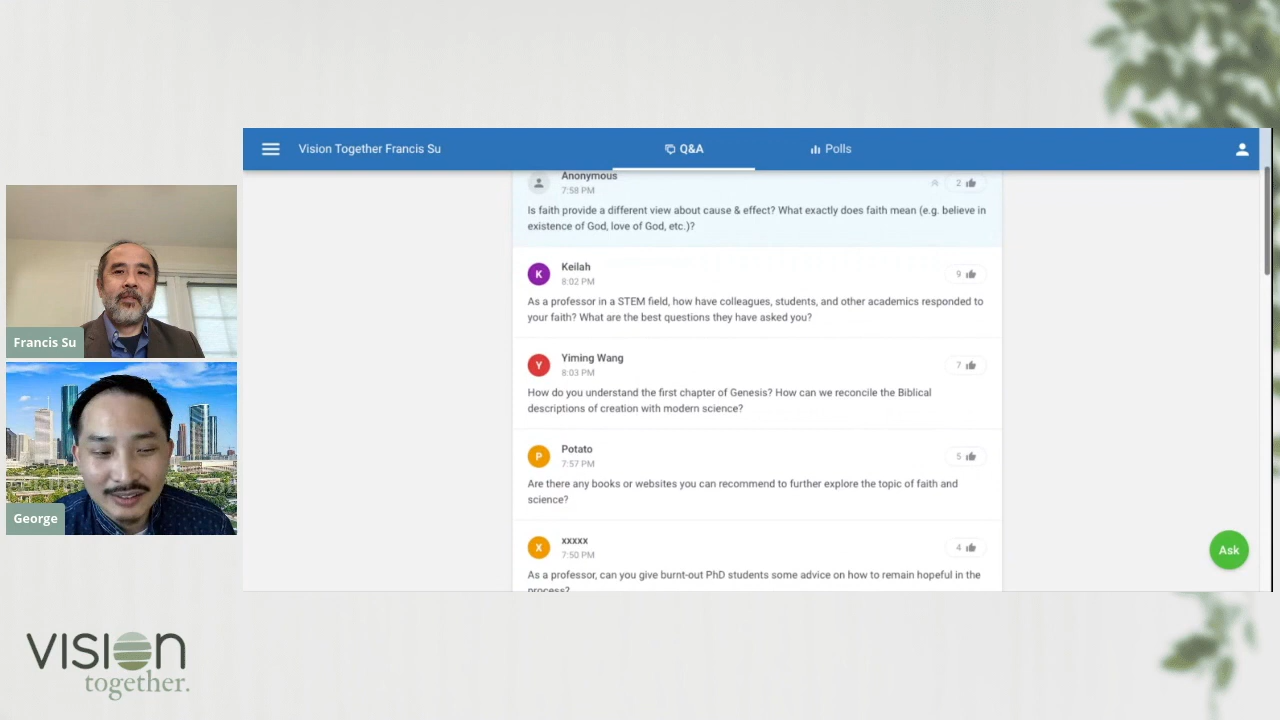 Vision Together Francis Su
Q&A
Polls
Anonymous
7:58 PM
2
Is faith provide a different view about cause & effect? What exactly does faith mean (e.g. believe in
existence of God, love of God, etc.)?
K
Keilah
8:02 PM
9
As a professor in a STEM field, how have colleagues, students, and other academics responded to
your faith? What are the best questions they have asked you?
Y
Yiming Wang
8:03 PM
7
How do you understand the first chapter of Genesis? How can we reconcile the Biblical
descriptions of creation with modern science?
P
Potato
7:57 PM
5
Are there any books or websites you can recommend to further explore the topic of faith and
science?
X
xxxxx
7:50 PM
4
As a professor, can you give burnt-out PhD students some advice on how to remain hopeful in the
process?
Ask
Francis Su
George
VISION
together.